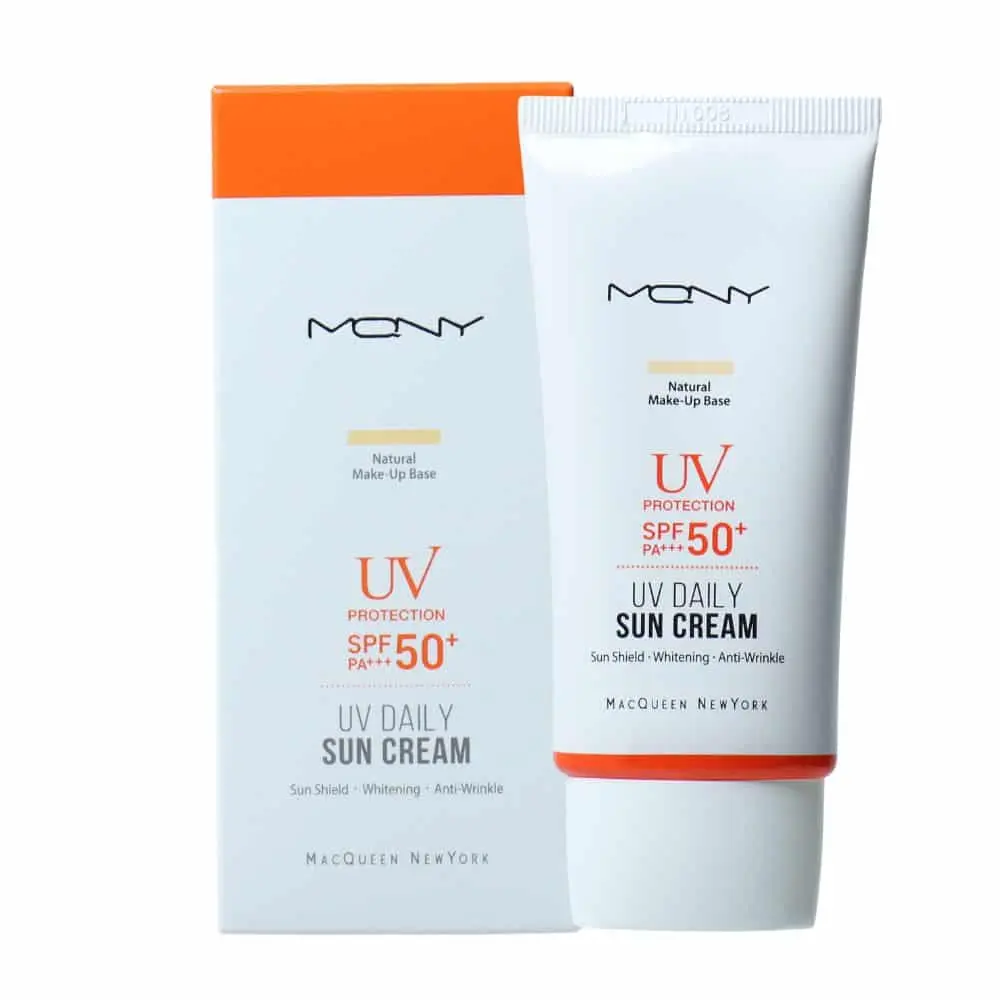 MQNY
Natural
Make-Up Base
UV
PROTECTION
SPF 50+
PA+++
UV DAILY
SUN CREAM
Sun Shield · Whitening · Anti-Wrinkle
MACQUEEN NEWYORK
MQNY
Natural
Make-Up Base
UV
PROTECTION
SPF 50+
PA+++
UV DAILY
SUN CREAM
Sun Shield · Whitening · Anti-Wrinkle
MACQUEEN NEWYORK